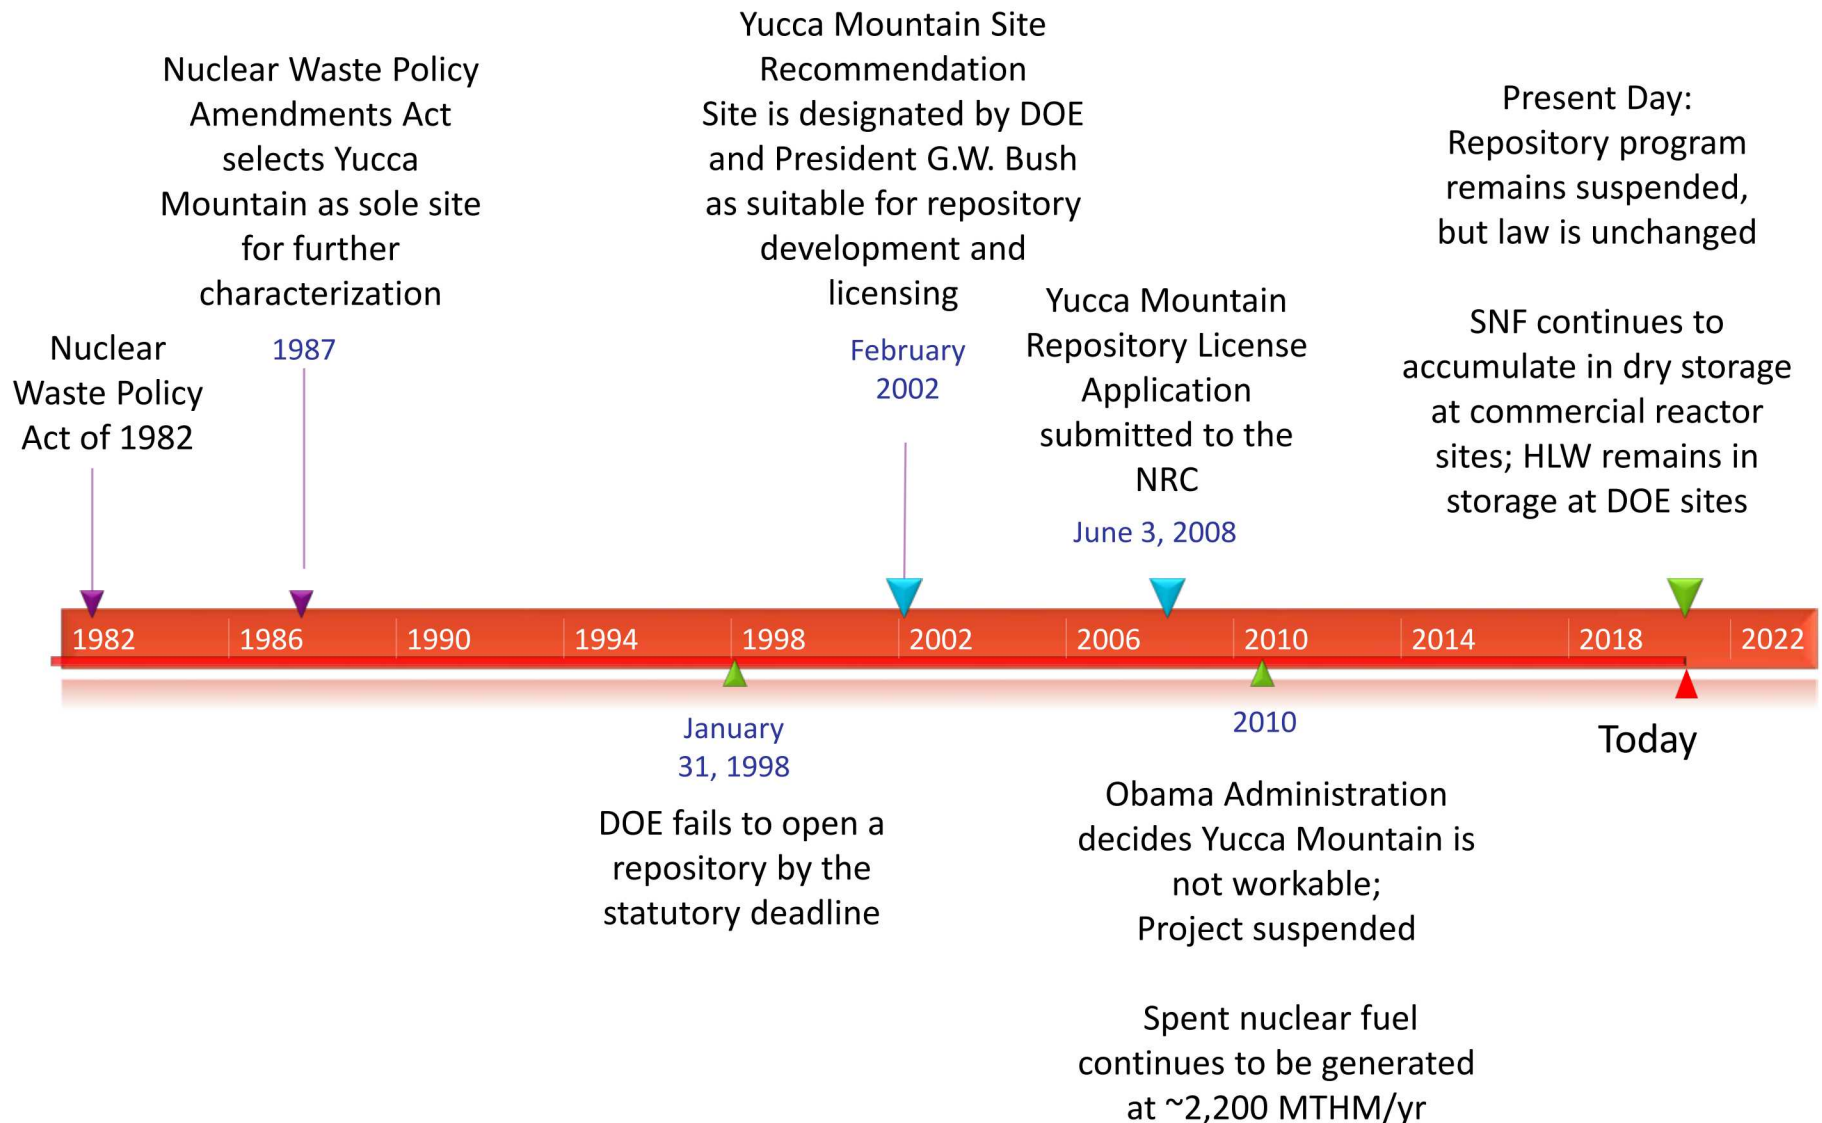 Nuclear
Waste Policy
Act of 1982
Nuclear Waste Policy
Amendments Act
selects Yucca
Mountain as sole site
for further
characterization
1987
Yucca Mountain Site
Recommendation
Site is designated by DOE
and President G.W. Bush
as suitable for repository
development and
licensing
February
2002
Yucca Mountain
Repository License
Application
submitted to the
NRC
June 3, 2008
Present Day:
Repository program
remains suspended,
but law is unchanged
SNF continues to
accumulate in dry storage
at commercial reactor
sites; HLW remains in
storage at DOE sites
1982 1986 1990 1994 1998 2002 2006 2010 2014 2018 2022
January
31, 1998
DOE fails to open a
repository by the
statutory deadline
2010
Obama Administration
decides Yucca Mountain is
not workable;
Project suspended
Spent nuclear fuel
continues to be generated
at ~2,200 MTHM/yr
Today